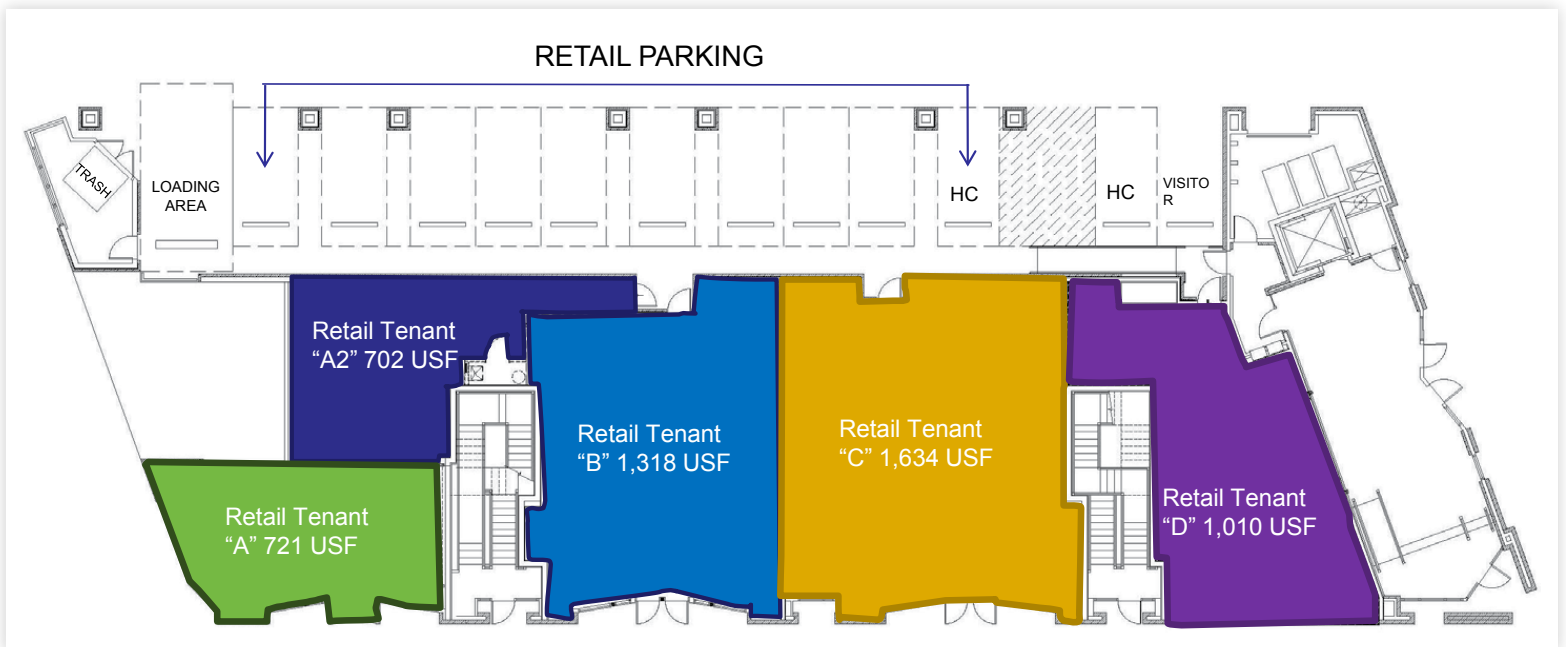 RETAIL PARKING
TRASH
LOADING
AREA
HC
HC
VISITO
R
Retail Tenant
“A2” 702 USF
Retail Tenant
“B” 1,318 USF
Retail Tenant
“C” 1,634 USF
Retail Tenant
“D” 1,010 USF
Retail Tenant
“A” 721 USF